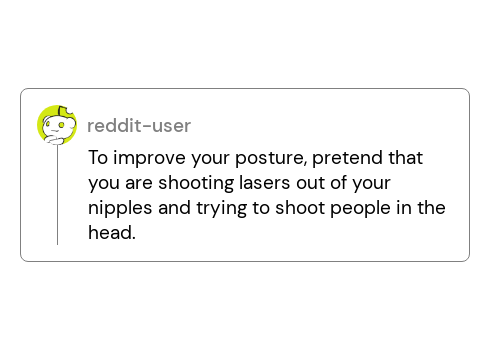 reddit-user
To improve your posture, pretend that
you are shooting lasers out of your
nipples and trying to shoot people in the
head.